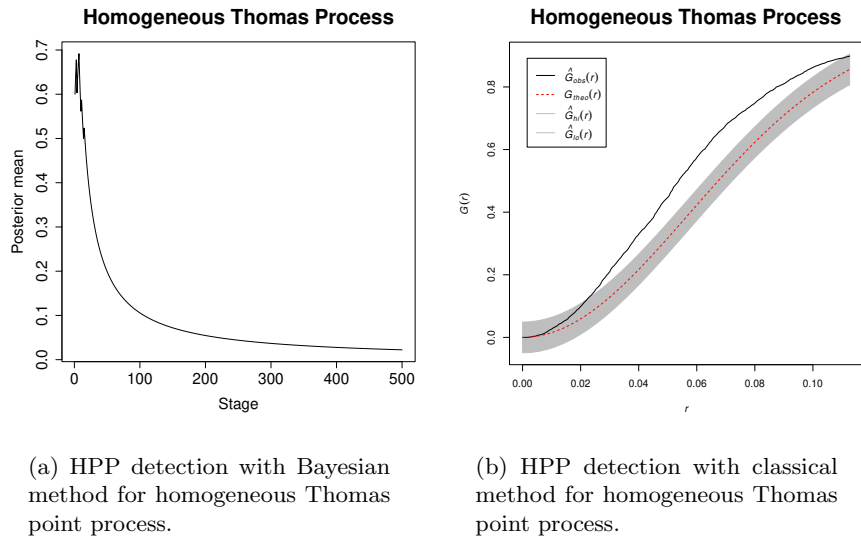 Homogeneous Thomas Process
Posterior mean
0.0 0.1 0.2 0.3 0.4 0.5 0.6 0.7
0 100 200 300 400 500
Stage
Homogeneous Thomas Process
Ĝobs(r)
Gtheo(r)
Ĝhi(r)
Ĝlo(r)
G(r)
0.0 0.2 0.4 0.6 0.8
0.00 0.02 0.04 0.06 0.08 0.10
r
(a) HPP detection with Bayesian
method for homogeneous Thomas
point process.
(b) HPP detection with classical
method for homogeneous Thomas
point process.